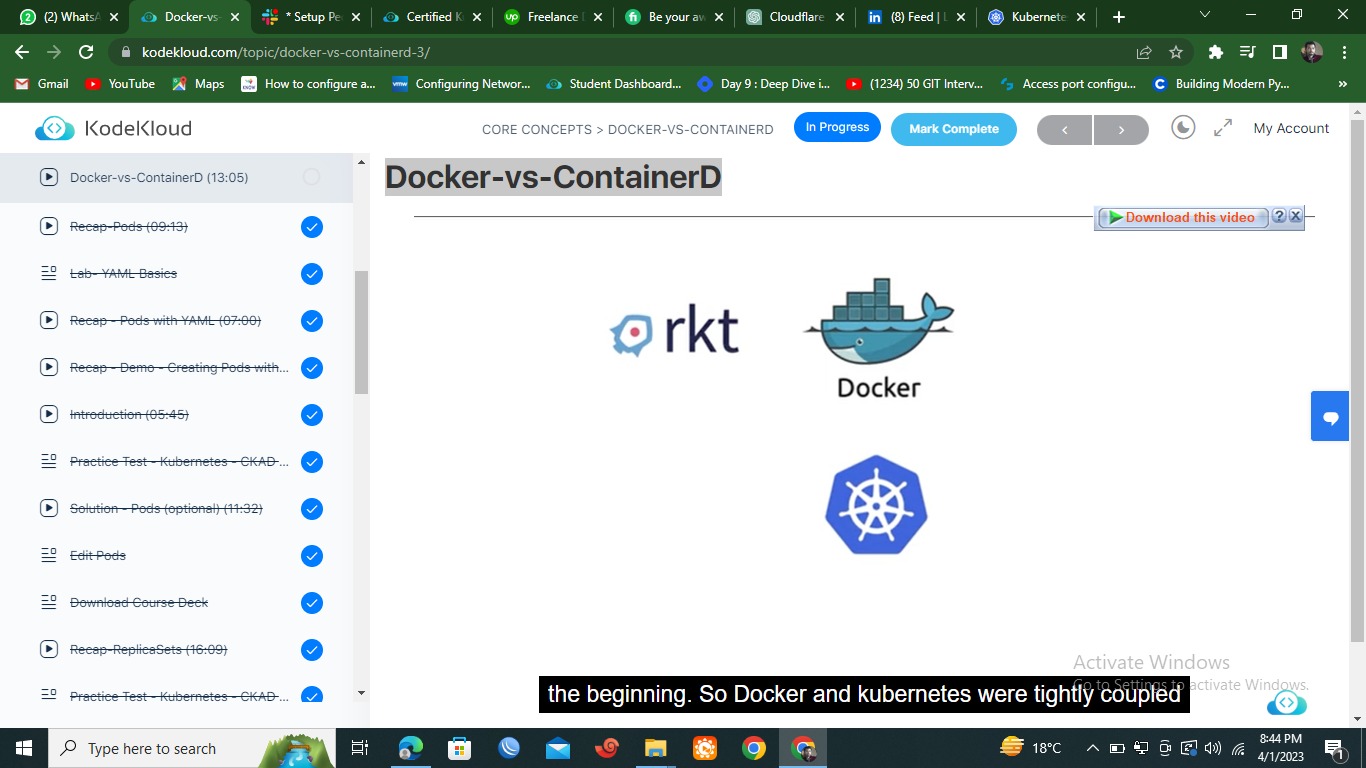 (2) WhatsA
Docker-vs-
* Setup Pe
Certified K
Freelance
Be your aw
Cloudflare
(8) Feed | L
Kubernete
kodekloud.com/topic/docker-vs-containerd-3/
Gmail
YouTube
Maps
How to configure a...
Configuring Networ...
Student Dashboard...
Day 9 : Deep Dive i...
(1234) 50 GIT Interv...
Access port configu...
Building Modern Py...
»
KodeKloud
CORE CONCEPTS > DOCKER-VS-CONTAINERD
In Progress
Mark Complete
My Account
Docker-vs-ContainerD (13:05)
Recap-Pods (09:13)
Lab- YAML Basics
Recap - Pods with YAML (07:00)
Recap - Demo - Creating Pods with...
Introduction (05:45)
Practice Test - Kubernetes - CKAD ...
Solution - Pods (optional) (11:32)
Edit Pods
Download Course Deck
Recap-ReplicaSets (16:09)
Practice Test - Kubernetes - CKAD ...
Docker-vs-ContainerD
Download this video
? X
rkt
Docker
the beginning. So Docker and kubernetes were tightly coupled
Activate Windows
Go to Settings to activate Windows.
Type here to search
18°C
8:44 PM
4/1/2023
1